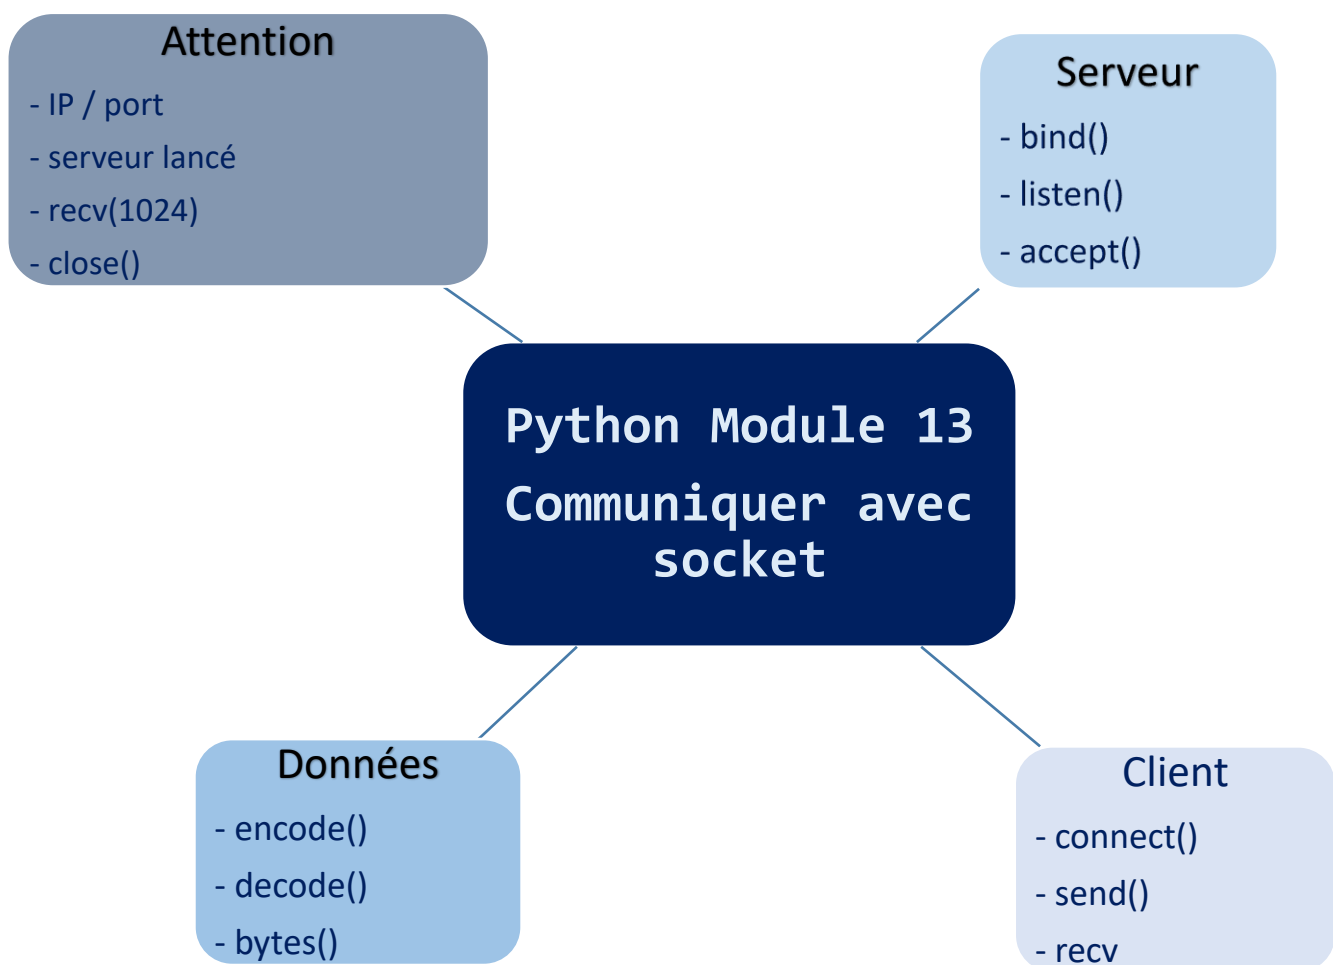 Attention
- IP / port
- serveur lancé
- recv(1024)
- close()
Serveur
- bind()
- listen()
- accept()
Python Module 13
Communiquer avec
socket
Données
- encode()
- decode()
- bytes()
Client
- connect()
- send()
- recv